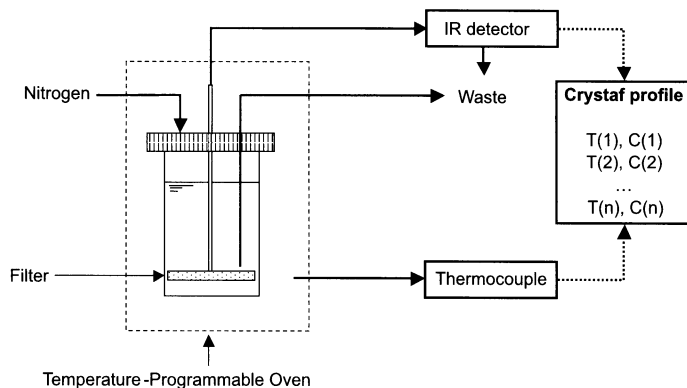 IR detector
Nitrogen
Waste
Crystaf profile
T(1), C(1)
T(2), C(2)
...
T(n), C(n)
Filter
Thermocouple
Temperature-Programmable Oven